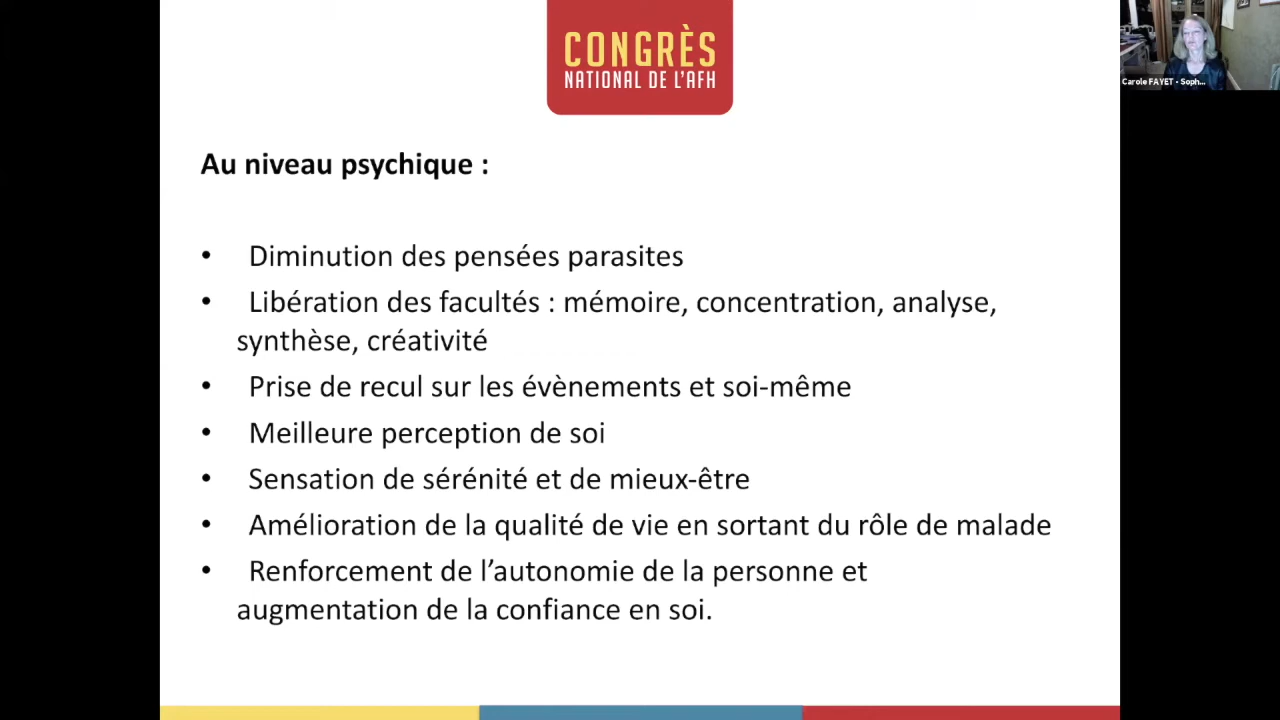 CONGRÈS
NATIONAL DE L'AFH
Carole FAYET - Soph...
Au niveau psychique :
• Diminution des pensées parasites
• Libération des facultés : mémoire, concentration, analyse,
synthèse, créativité
• Prise de recul sur les évènements et soi-même
• Meilleure perception de soi
• Sensation de sérénité et de mieux-être
• Amélioration de la qualité de vie en sortant du rôle de malade
• Renforcement de l’autonomie de la personne et
augmentation de la confiance en soi.